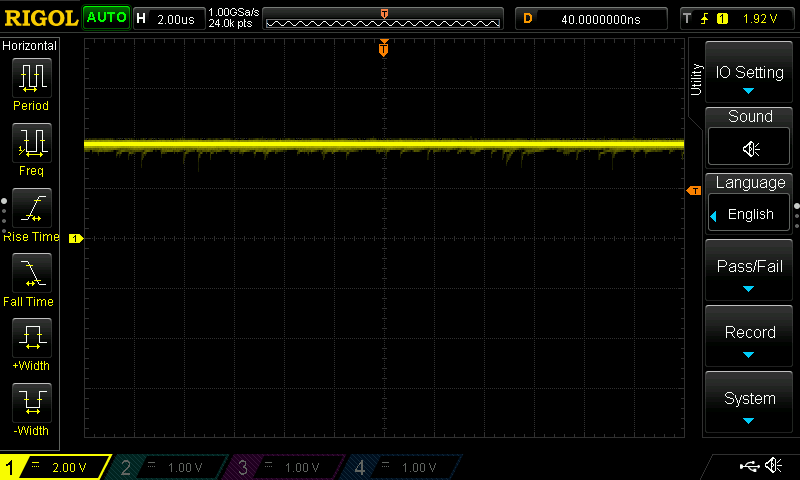 RIGOL AUTO H 2.00us 1.00GSa/s 24.0k pts T D 40.0000000ns T 1 1.92 V
Horizontal
Period
Freq
Rise Time
Fall Time
+Width
-Width
T
T
1
Utility
IO Setting
Sound
Language
English
Pass/Fail
Record
System
1 2.00 V 2 1.00 V 3 1.00 V 4 1.00 V